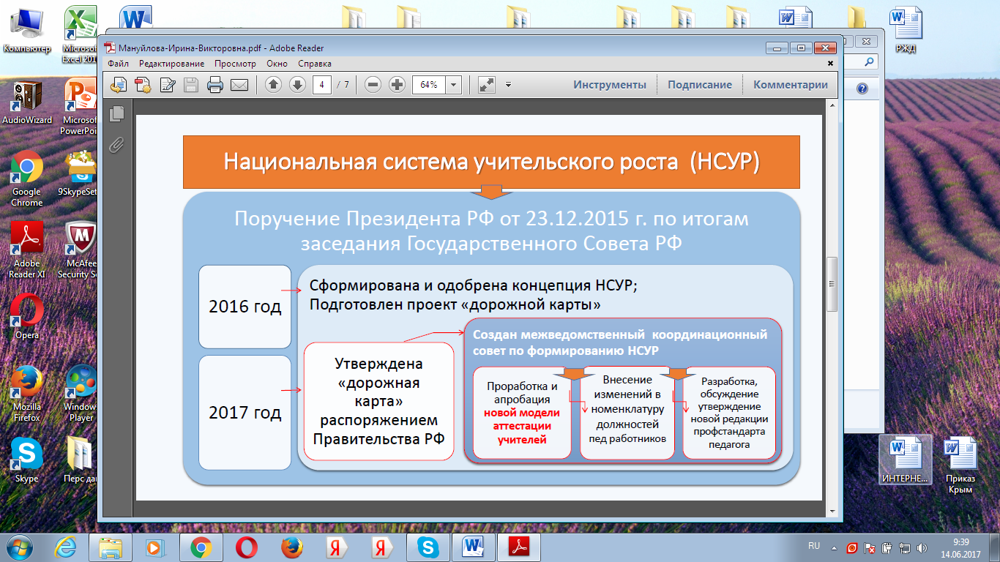 Компьютер
Microso
Excel 201
РЖД
Мануйлова-Ирина-Викторовна.pdf - Adobe Reader
Файл Редактирование Просмотр Окно Справка
4 / 7 64% Инструменты Подписание Комментарии
AudioWizard
Microsof
PowerPoi
Google
Chrome
9SkypeSet
Adobe
Reader XI
McAfee
Security Sc
Opera
Mozilla
Firefox
Window
Player
Skype
Перс дан
Национальная система учительского роста (НСУР)
Поручение Президента РФ от 23.12.2015 г. по итогам
заседания Государственного Совета РФ
2016 год
Сформирована и одобрена концепция НСУР;
Подготовлен проект «дорожной карты»
2017 год
Утверждена
«дорожная
карта»
распоряжением
Правительства РФ
Создан межведомственный координационный
совет по формированию НСУР
Проработка и
апробация
новой модели
аттестации
учителей
Внесение
изменений в
номенклатуру
должностей
пед работников
Разработка,
обсуждение
утверждение
новой редакции
профстандарта
педагога
ИНТЕРНЕ...
Приказ
Крым
RU
9:39
14.06.2017